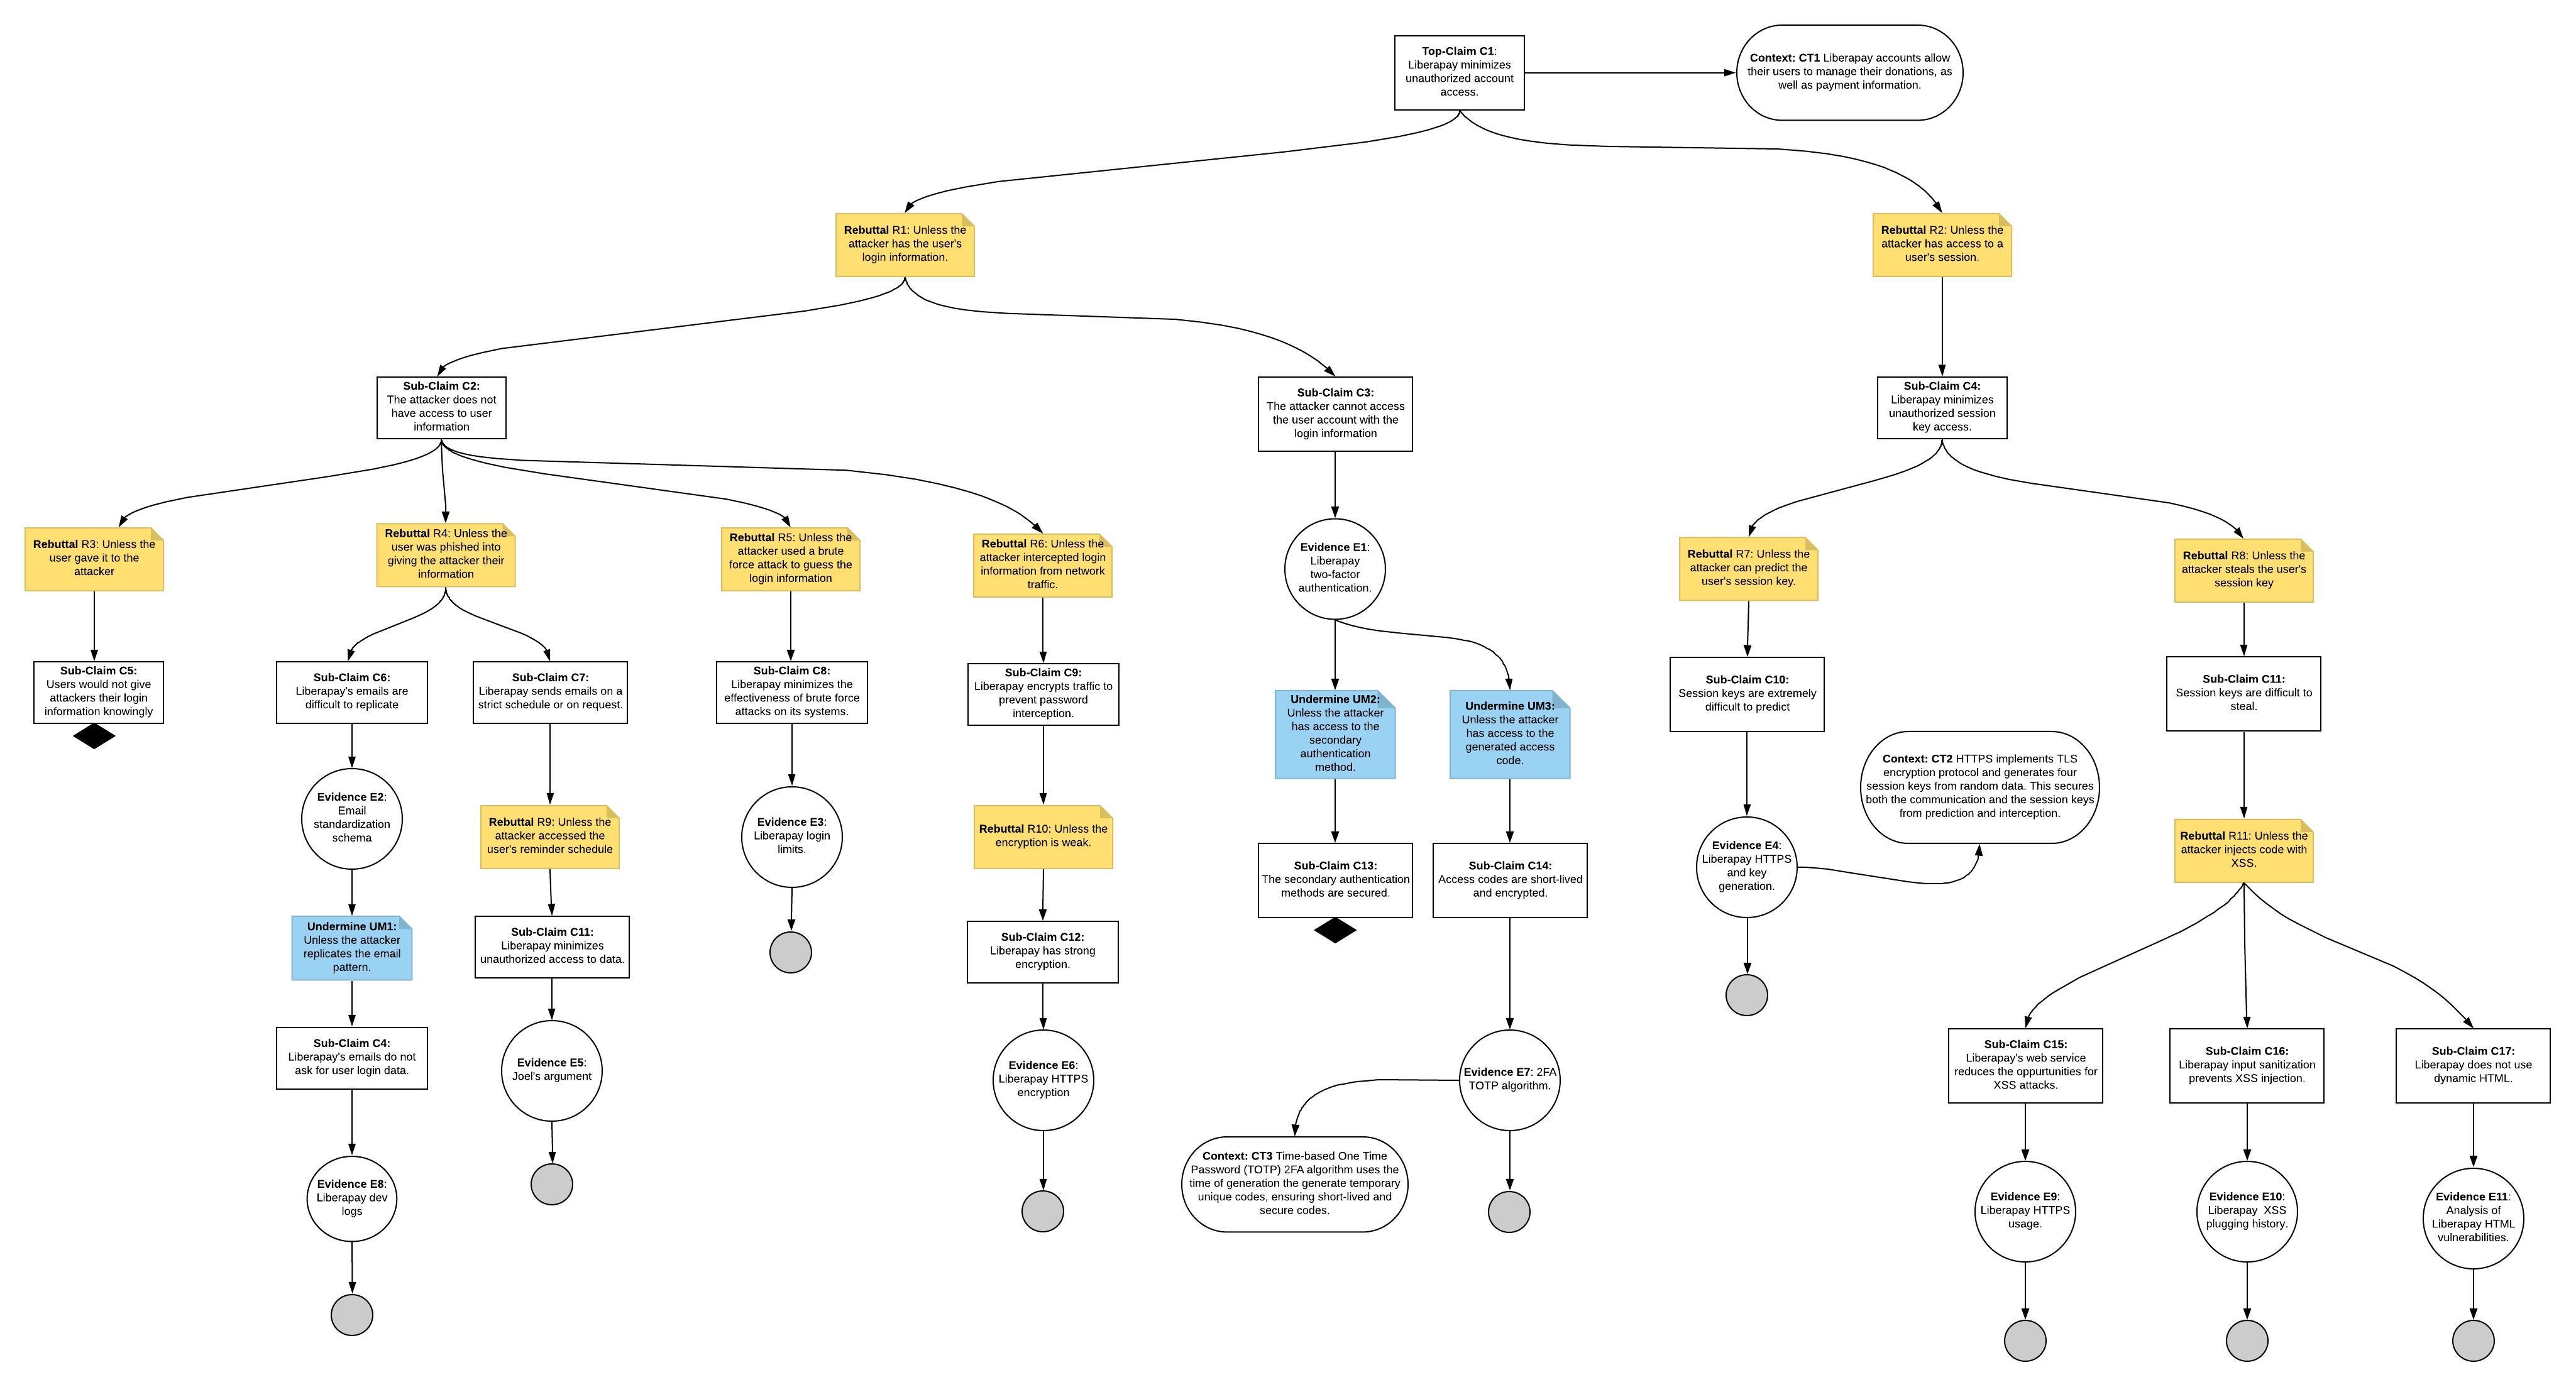 Top-Claim C1:
Liberapay minimizes
unauthorized account
access.
Context: CT1 Liberapay accounts allow
their users to manage their donations, as
well as payment information.
Rebuttal R1: Unless the
attacker has the user's
login information.
Rebuttal R2: Unless the
attacker has access to a
user's session.
Sub-Claim C2:
The attacker does not
have access to user
information
Sub-Claim C3:
The attacker cannot access
the user account with the
login information
Sub-Claim C4:
Liberapay minimizes
unauthorized session
key access.
Rebuttal R3: Unless the
user gave it to the
attacker
Rebuttal R4: Unless the
user was phished into
giving the attacker their
information
Rebuttal R5: Unless the
attacker used a brute
force attack to guess the
login information
Rebuttal R6: Unless the
attacker intercepted login
information from network
traffic.
Evidence E1:
Liberapay
two-factor
authentication.
Rebuttal R7: Unless the
attacker can predict the
user's session key.
Rebuttal R8: Unless the
attacker steals the user's
session key
Sub-Claim C5:
Users would not give
attackers their login
information knowingly
Sub-Claim C6:
Liberapay's emails are
difficult to replicate
Sub-Claim C7:
Liberapay sends emails on a
strict schedule or on request.
Sub-Claim C8:
Liberapay minimizes the
effectiveness of brute force
attacks on its systems.
Sub-Claim C9:
Liberapay encrypts traffic to
prevent password
interception.
Undermine UM2:
Unless the attacker
has access to the
secondary
authentication
method.
Undermine UM3:
Unless the attacker
has access to the
generated access
code.
Sub-Claim C10:
Session keys are extremely
difficult to predict
Sub-Claim C11:
Session keys are difficult to
steal.
Context: CT2 HTTPS implements TLS
encryption protocol and generates four
session keys from random data. This secures
both the communication and the session keys
from prediction and interception.
Evidence E2:
Email
standardization
schema
Rebuttal R9: Unless the
attacker accessed the
user's reminder schedule
Evidence E3:
Liberapay login
limits.
Rebuttal R10: Unless the
encryption is weak.
Sub-Claim C13:
The secondary authentication
methods are secured.
Sub-Claim C14:
Access codes are short-lived
and encrypted.
Evidence E4:
Liberapay HTTPS
and key
generation.
Rebuttal R11: Unless the
attacker injects code with
XSS.
Undermine UM1:
Unless the attacker
replicates the email
pattern.
Sub-Claim C11:
Liberapay minimizes
unauthorized access to data.
Sub-Claim C12:
Liberapay has strong
encryption.
Sub-Claim C4:
Liberapay's emails do not
ask for user login data.
Evidence E5:
Joel's argument
Evidence E6:
Liberapay HTTPS
encryption
Evidence E7: 2FA
TOTP algorithm.
Sub-Claim C15:
Liberapay's web service
reduces the oppurtunities for
XSS attacks.
Sub-Claim C16:
Liberapay input sanitization
prevents XSS injection.
Sub-Claim C17:
Liberapay does not use
dynamic HTML.
Context: CT3 Time-based One Time
Password (TOTP) 2FA algorithm uses the
time of generation the generate temporary
unique codes, ensuring short-lived and
secure codes.
Evidence E8:
Liberapay dev
logs
Evidence E9:
Liberapay HTTPS
usage.
Evidence E10:
Liberapay XSS
plugging history.
Evidence E11:
Analysis of
Liberapay HTML
vulnerabilities.